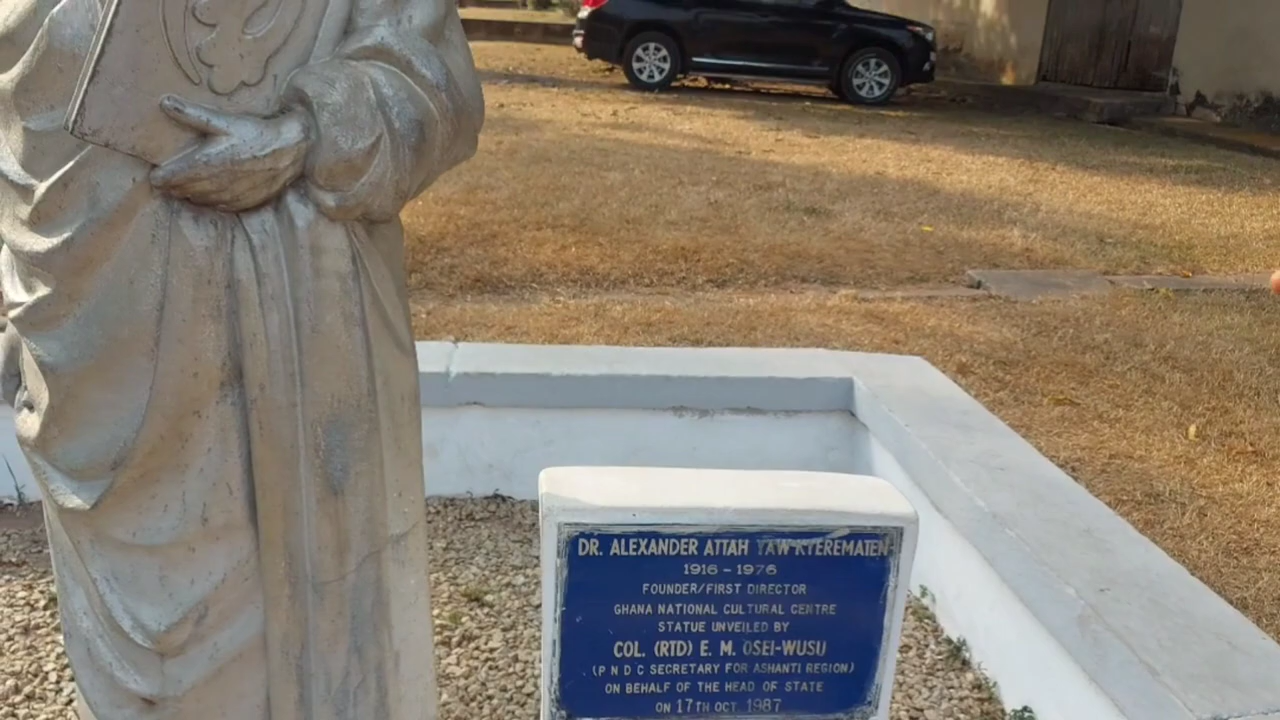 DR. ALEXANDER ATTAH YAW KYEREMATEN
1916 - 1976
FOUNDER/FIRST DIRECTOR
GHANA NATIONAL CULTURAL CENTRE
STATUE UNVEILED BY
COL. (RTD) E. M. OSEI-WUSU
(P N D C SECRETARY FOR ASHANTI REGION)
ON BEHALF OF THE HEAD OF STATE
ON 17TH OCT 1987